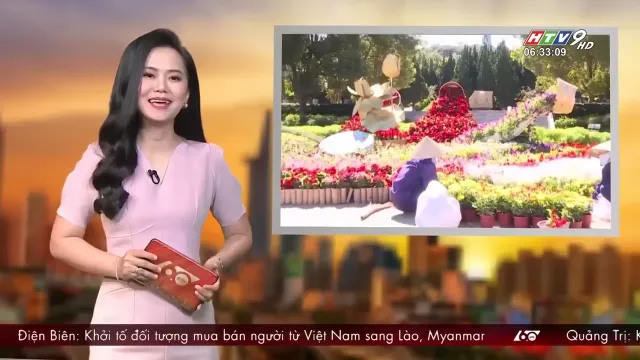 HTV9 HD
06:33:09
Điện Biên: Khởi tố đối tượng mua bán người từ Việt Nam sang Lào, Myanmar 60 Quảng Trị: K